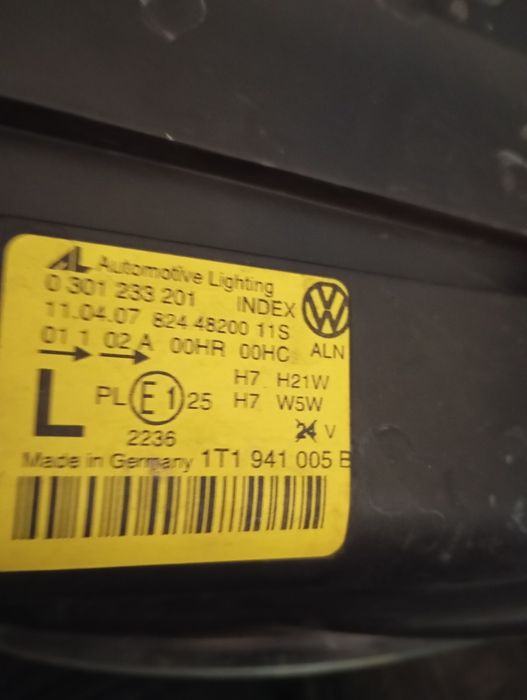 AL Automotive Lighting
0 301 233 201 INDEX
11.04.07 824 48200 11S
01 1 02 A 00HR 00HC ALN
L PL E1 25 H7 H21W
H7 W5W
2236 24 V
Made in Germany 1T1 941 005 B